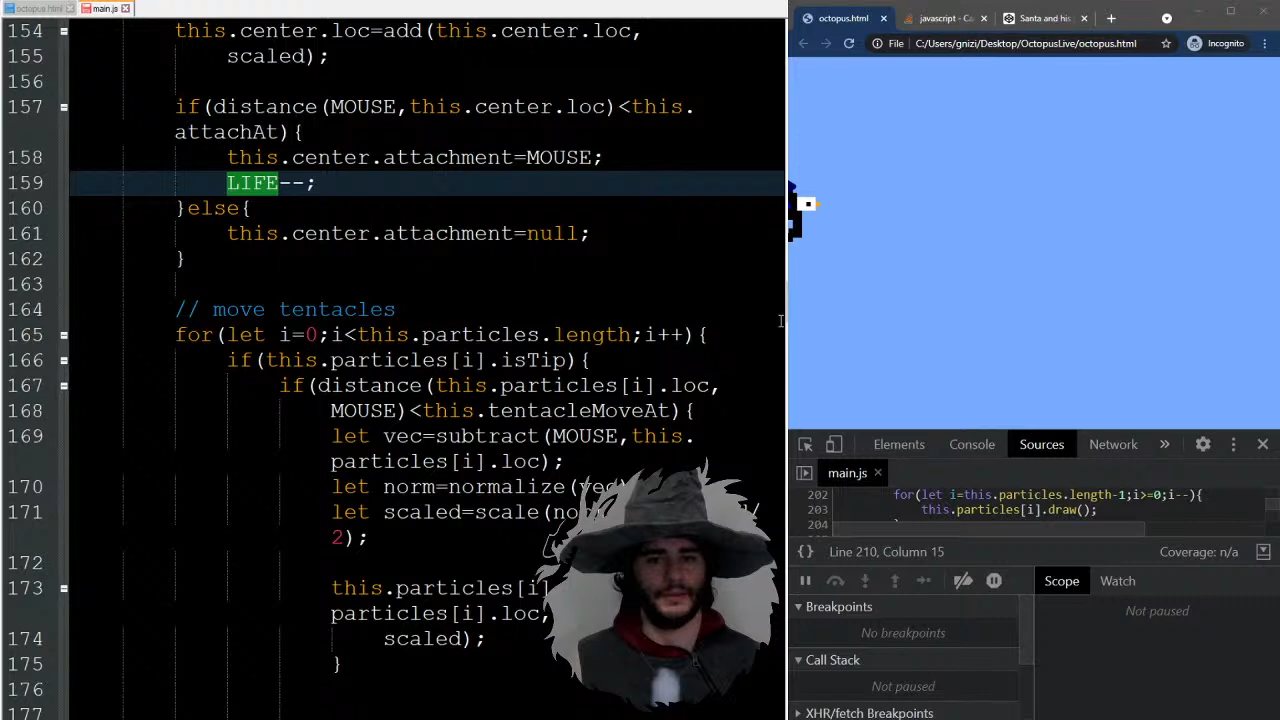 octopus.html
main.js
154 this.center.loc=add(this.center.loc,
155 scaled);
156
157 if(distance(MOUSE,this.center.loc)<this.
attachAt){
158 this.center.attachment=MOUSE;
159 LIFE--;
160 }else{
161 this.center.attachment=null;
162 }
163
164 // move tentacles
165 for(let i=0;i<this.particles.length;i++){
166 if(this.particles[i].isTip){
167 if(distance(this.particles[i].loc,
168 MOUSE)<this.tentacleMoveAt){
169 let vec=subtract(MOUSE,this.
particles[i].loc);
170 let norm=normalize(vec)
171 let scaled=scale(nor
2);
172
173 this.particles[i]
particles[i].loc,
174 scaled);
175 }
176
177
octopus.html
javascript - Ca
Santa and his
File C:/Users/gnizi/Desktop/OctopusLive/octopus.html
Incognito
Elements Console Sources Network
main.js
202 for(let i=this.particles.length-1;i>=0;i--){
203 this.particles[i].draw();
204
{} Line 210, Column 15 Coverage: n/a
Scope Watch
Breakpoints
No breakpoints
Call Stack
Not paused
XHR/fetch Breakpoints
Not paused